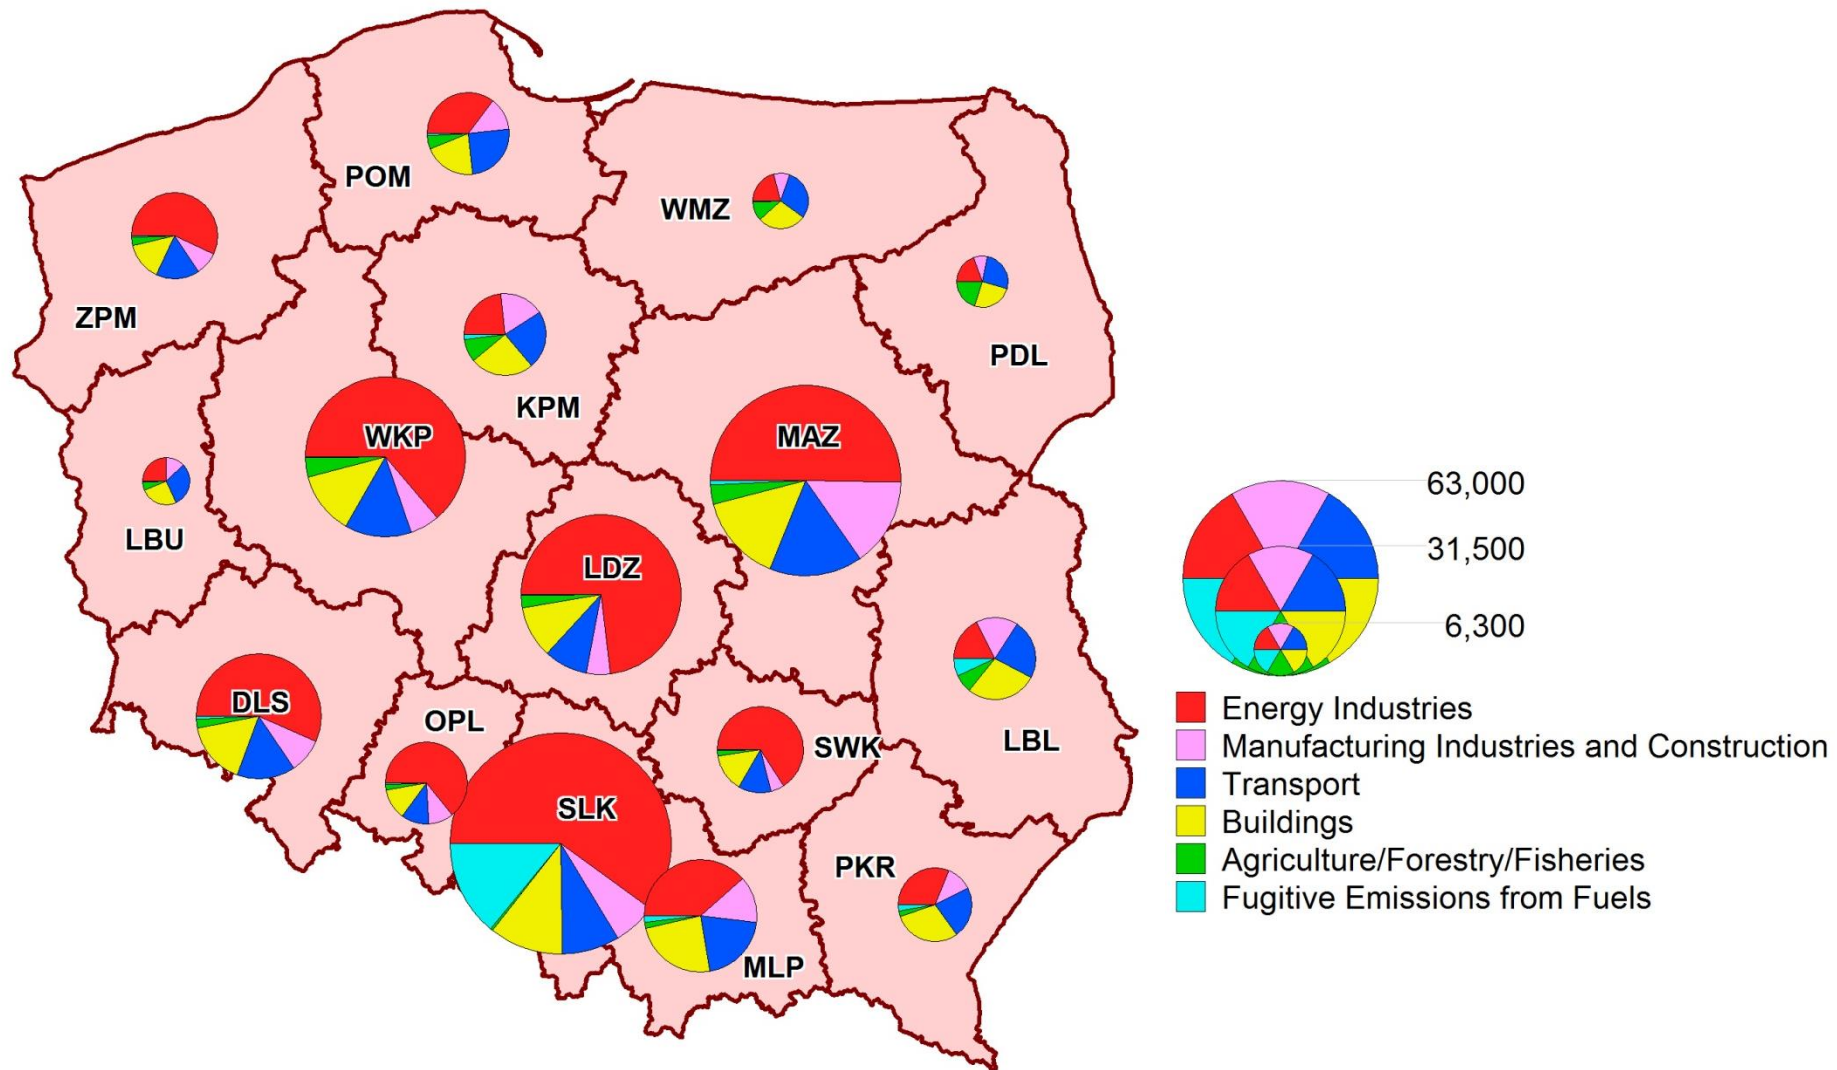 POM
WMZ
ZPM
PDL
KPM
WKP
MAZ
LBU
LDZ
63,000
31,500
6,300
DLS
OPL
SWK
LBL
SLK
PKR
MLP
Energy Industries
Manufacturing Industries and Construction
Transport
Buildings
Agriculture/Forestry/Fisheries
Fugitive Emissions from Fuels